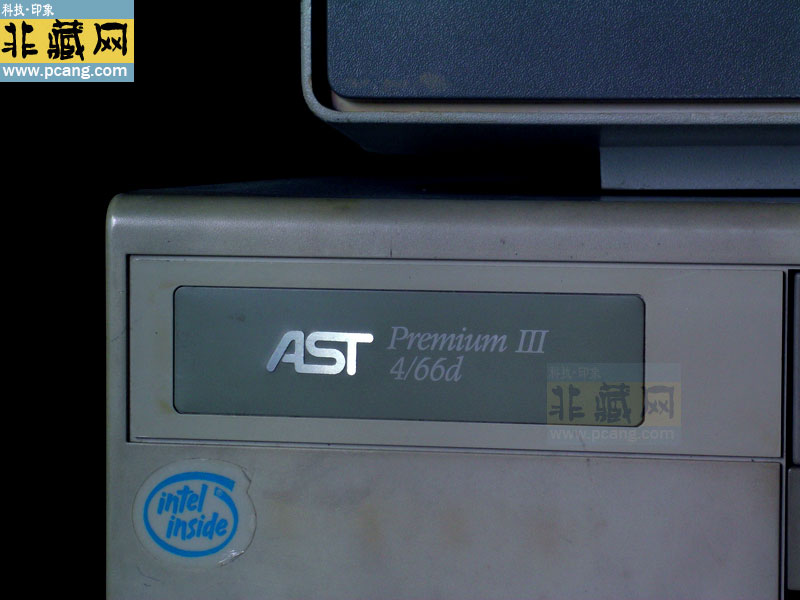 科技·印象
非藏网
www.pcang.com
AST
Premium III
4/66d
科技·印象
非藏网
www.pcang.com
intel
inside